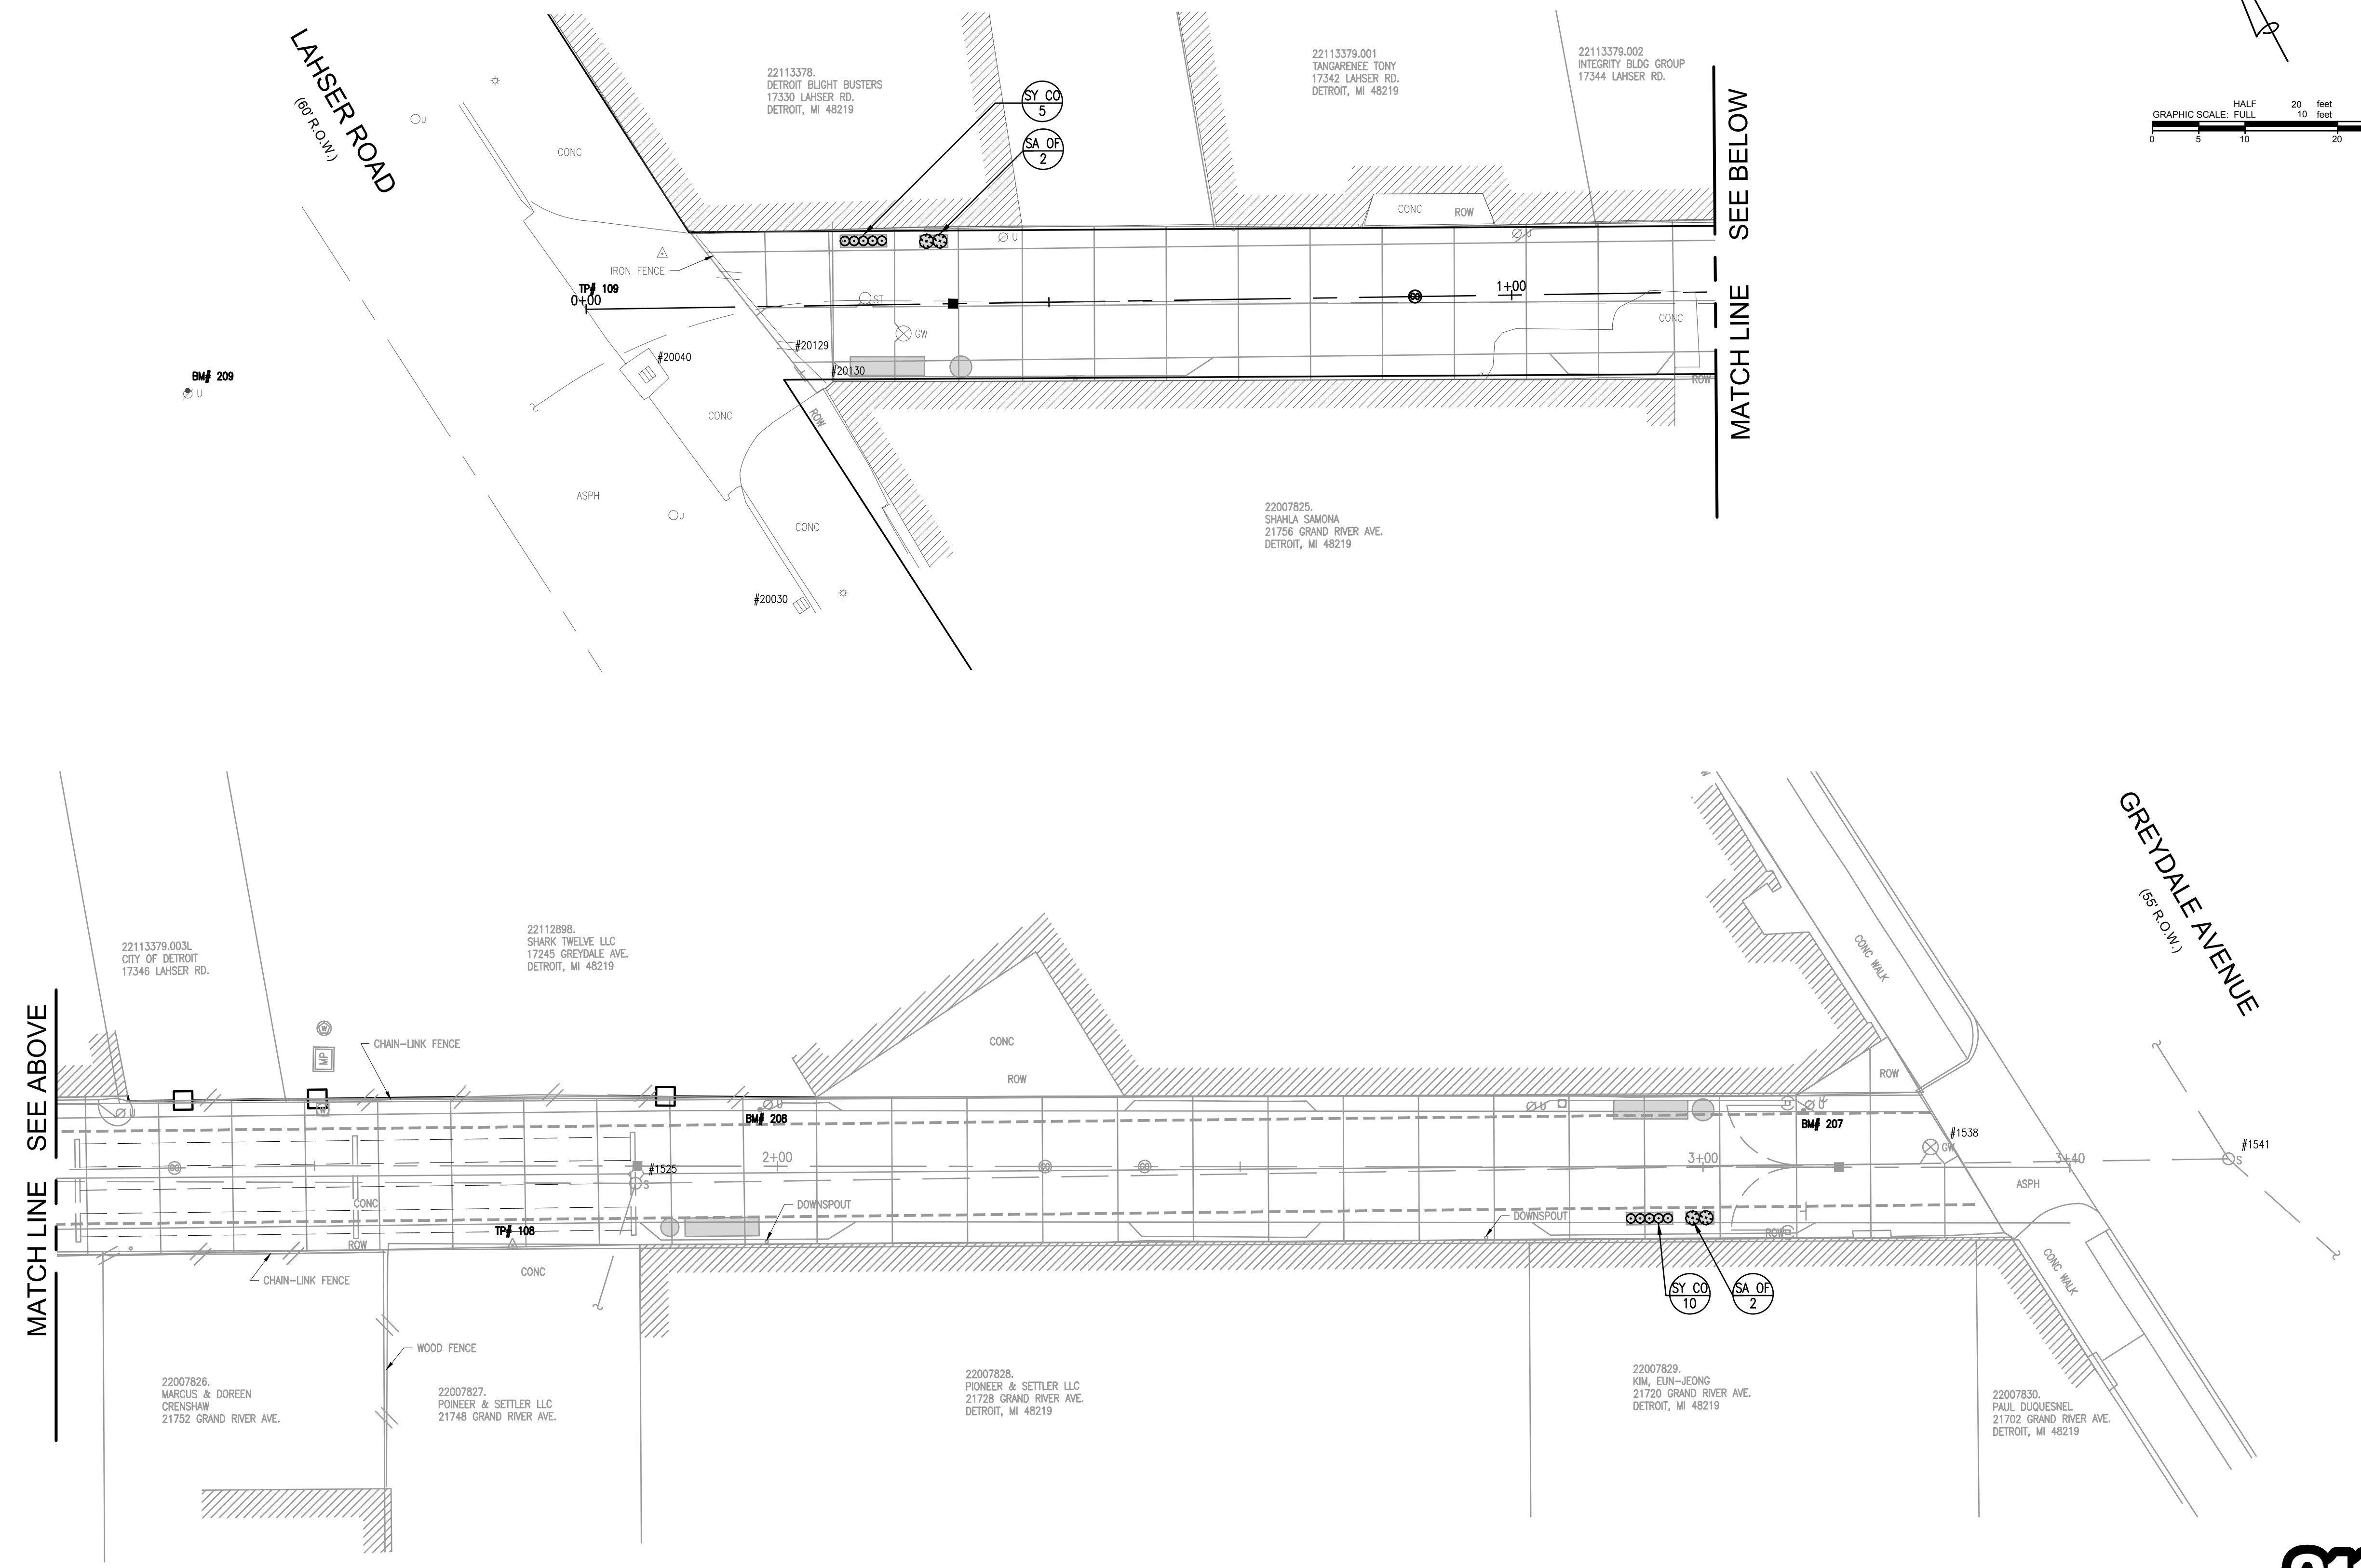 LAHSER ROAD
(60' R.O.W.)
22113378.
DETROIT BLIGHT BUSTERS
17330 LAHSER RD.
DETROIT, MI 48219
SY CO
5
SA OF
2
22113379.001
TANGARENEE TONY
17342 LAHSER RD.
DETROIT, MI 48219
22113379.002
INTEGRITY BLDG GROUP
17344 LAHSER RD.
MATCH LINE SEE BELOW
HALF 20 feet
GRAPHIC SCALE: FULL 10 feet
0 5 10 20
U
CONC
CONC ROW
IRON FENCE
U
U
TP# 109
0+00
ST
1+00
GW
CONC
#20040
#20129
#20130
BM# 209
U
ROW
CONC
ROW
ASPH
U
CONC
22007825.
SHAHLA SAMONA
21756 GRAND RIVER AVE.
DETROIT, MI 48219
#20030
GREYDALE AVENUE
(55' R.O.W.)
MATCH LINE SEE ABOVE
22113379.003L
CITY OF DETROIT
17346 LAHSER RD.
22112898.
SHARK TWELVE LLC
17245 GREYDALE AVE.
DETROIT, MI 48219
CONC WALK
W
MP
CHAIN-LINK FENCE
CONC
ROW
ROW
U
W
U
BM# 208
U
U
BM# 207
#1538
GW
#1541
S
#1525
S
2+00
3+00
3+40
ASPH
CONC
DOWNSPOUT
DOWNSPOUT
TP# 108
ROW
ROW
CONC
CHAIN-LINK FENCE
CONC WALK
SY CO
10
SA OF
2
WOOD FENCE
22007826.
MARCUS & DOREEN
CRENSHAW
21752 GRAND RIVER AVE.
22007827.
POINEER & SETTLER LLC
21748 GRAND RIVER AVE.
22007828.
PIONEER & SETTLER LLC
21728 GRAND RIVER AVE.
DETROIT, MI 48219
22007829.
KIM, EUN-JEONG
21720 GRAND RIVER AVE.
DETROIT, MI 48219
22007830.
PAUL DUQUESNEL
21702 GRAND RIVER AVE.
DETROIT, MI 48219